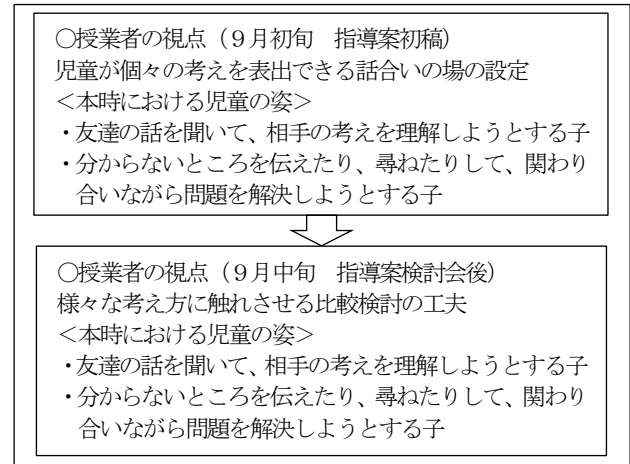 ○授業者の視点（９月初旬　指導案初稿）
児童が個々の考えを表出できる話合いの場の設定
＜本時における児童の姿＞
・友達の話を聞いて、相手の考えを理解しようとする子
・分からないところを伝えたり、尋ねたりして、関わり
合いながら問題を解決しようとする子
○授業者の視点（９月中旬　指導案検討会後）
様々な考え方に触れさせる比較検討の工夫
＜本時における児童の姿＞
・友達の話を聞いて、相手の考えを理解しようとする子
・分からないところを伝えたり、尋ねたりして、関わり
合いながら問題を解決しようとする子